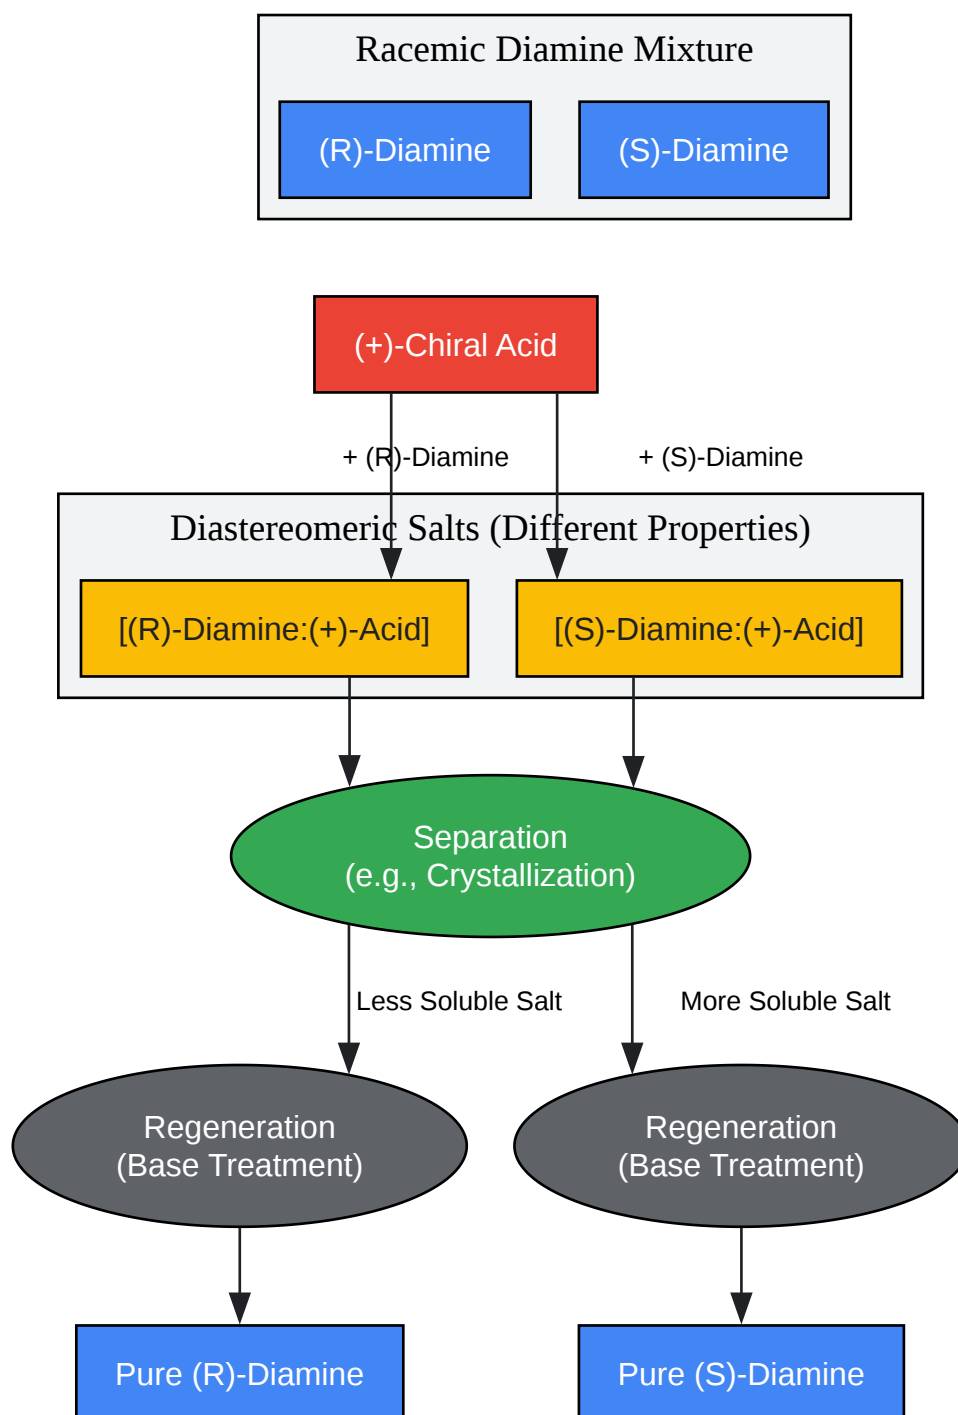 Racemic Diamine Mixture
(R)-Diamine
(S)-Diamine
(+)-Chiral Acid
+ (R)-Diamine
+ (S)-Diamine
Diastereomeric Salts (Different Properties)
[(R)-Diamine:(+)-Acid]
[(S)-Diamine:(+)-Acid]
Separation
(e.g., Crystallization)
Less Soluble Salt
More Soluble Salt
Regeneration
(Base Treatment)
Regeneration
(Base Treatment)
Pure (R)-Diamine
Pure (S)-Diamine